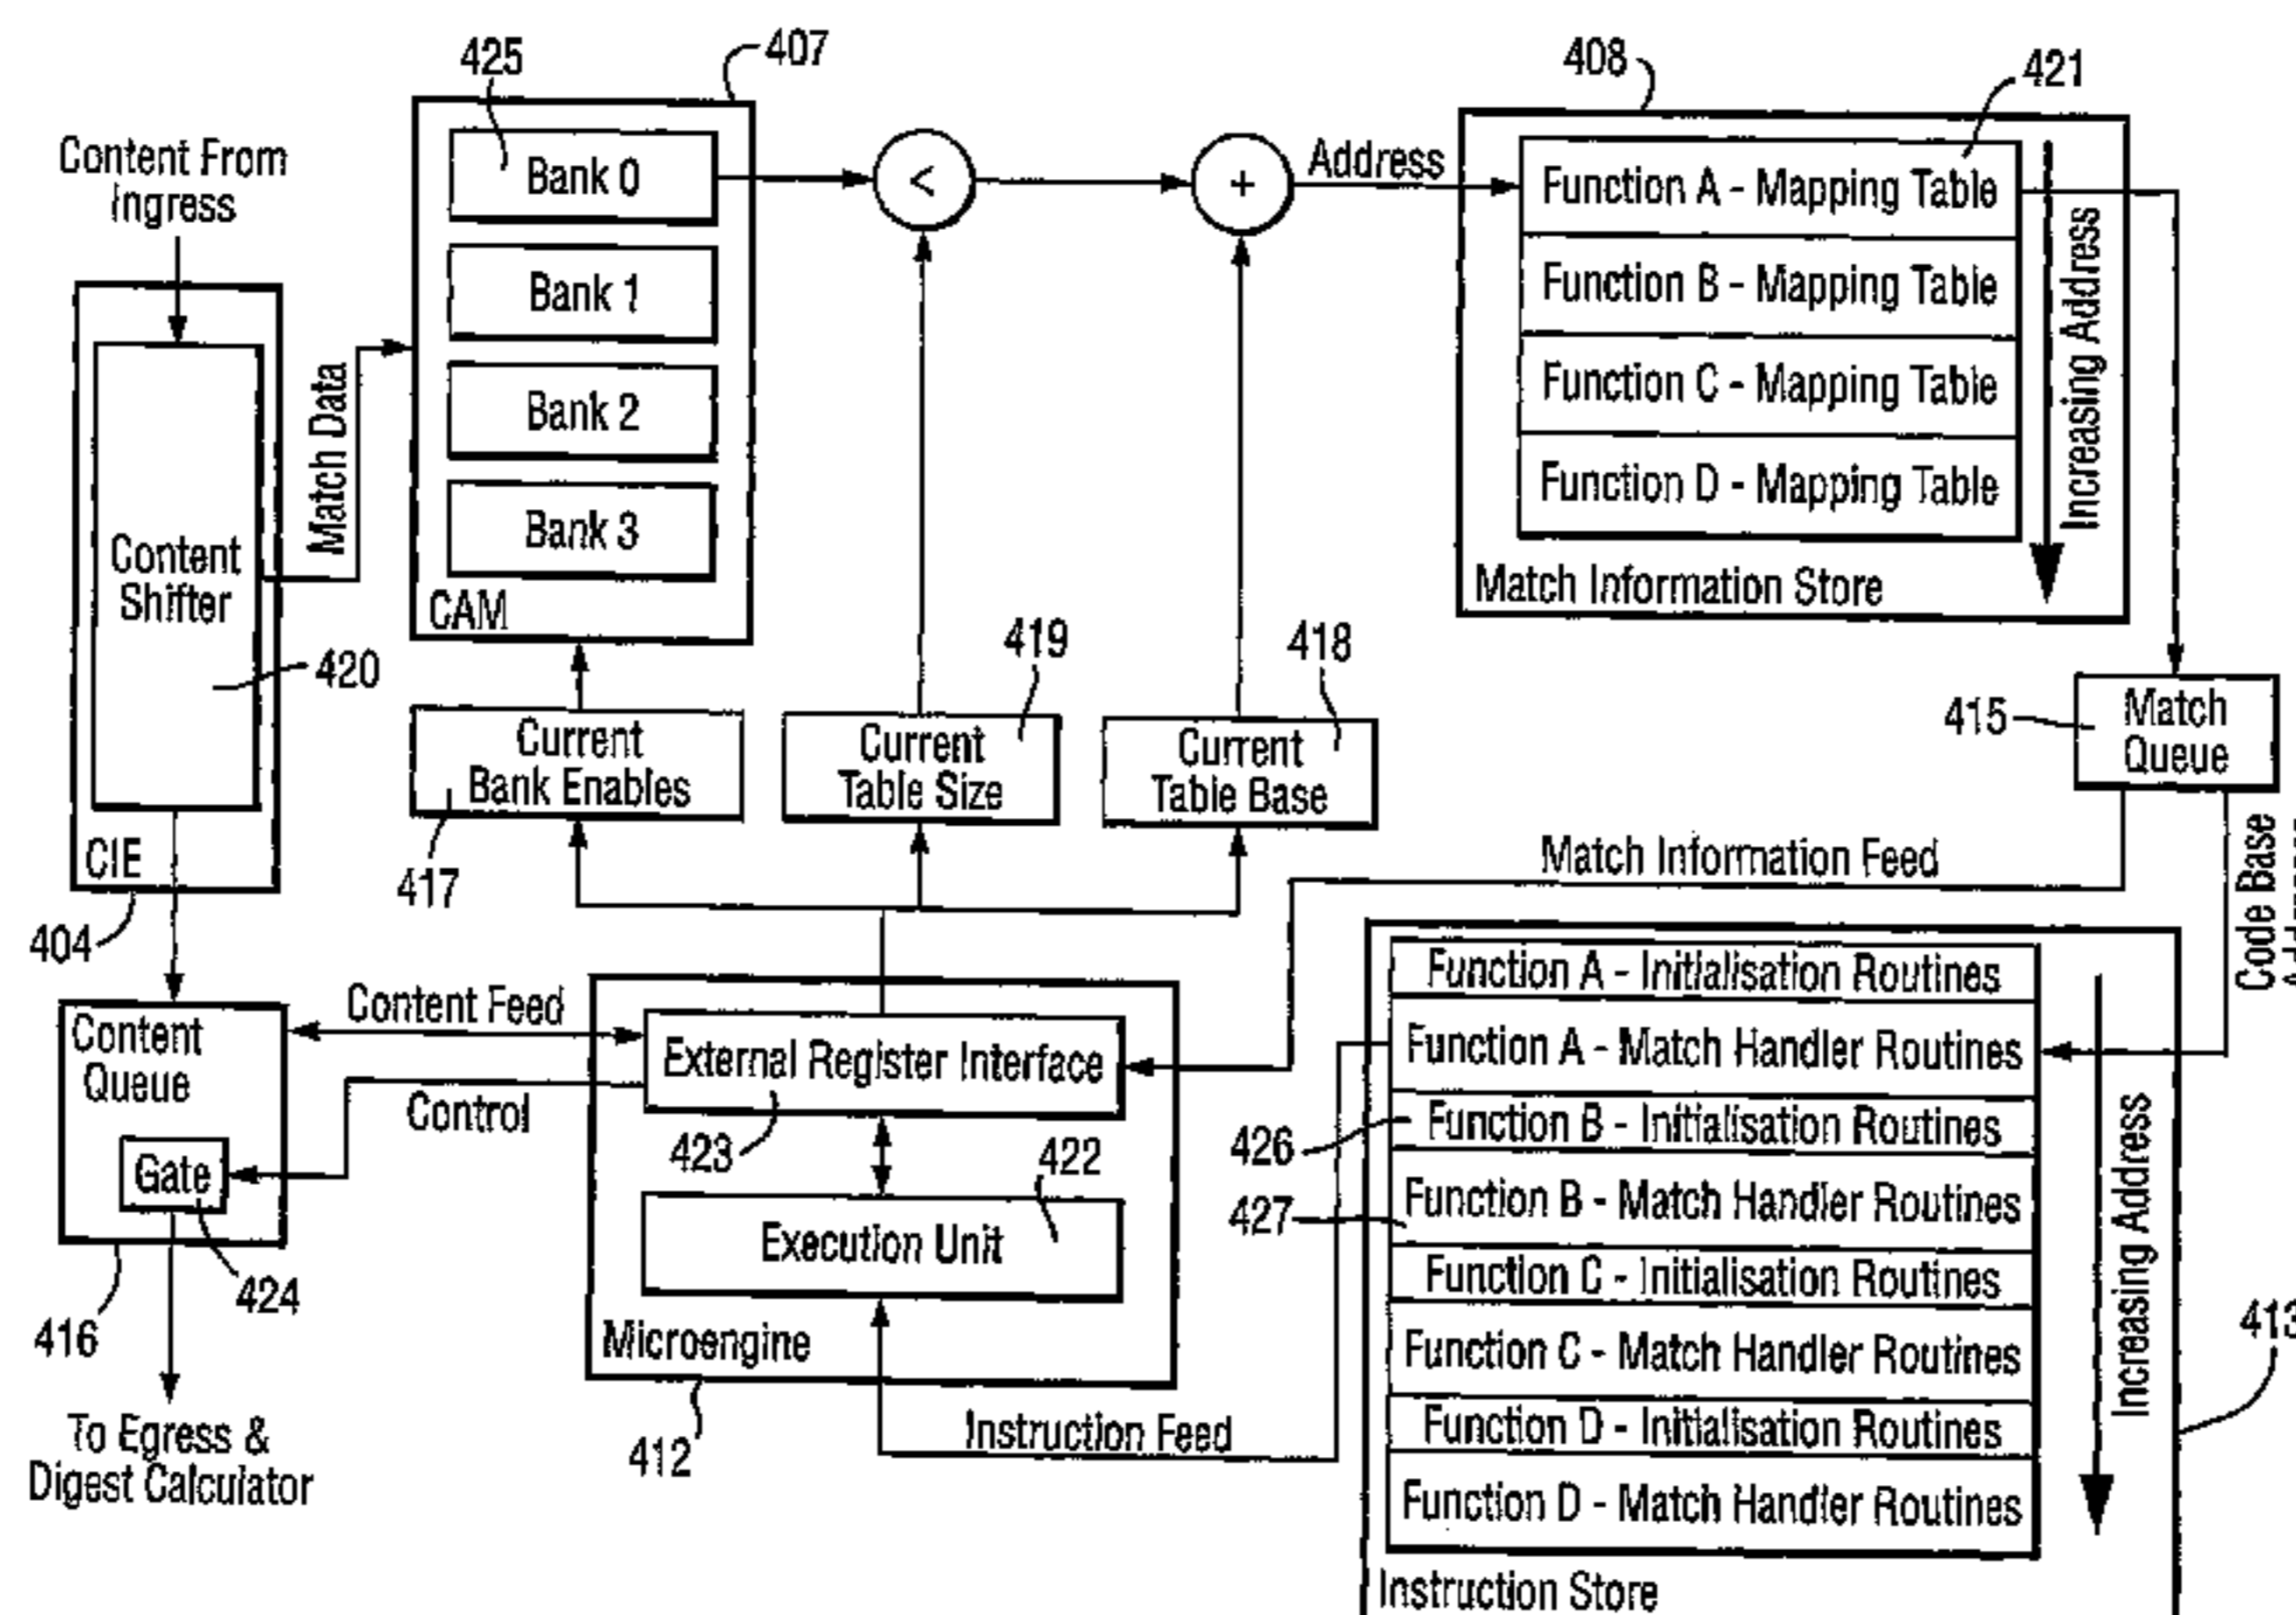 425
407
408
421
Content From
Ingress
Bank 0
Bank 1
Bank 2
Bank 3
CAM
<
+
Address
Function A - Mapping Table
Function B - Mapping Table
Function C - Mapping Table
Function D - Mapping Table
Increasing Address
Match Information Store
Content
Shifter
420
CIE
404
Match Data
Current
Bank Enables
417
Current
Table Size
419
Current
Table Base
418
Match
Queue
415
Match Information Feed
Code Base
Content
Queue
Gate
424
416
To Egress &
Digest Calculator
Content Feed
Control
External Register Interface
423
422
Execution Unit
Microengine
412
Instruction Feed
Function A - Initialisation Routines
Function A - Match Handler Routines
Function B - Initialisation Routines
426
Function B - Match Handler Routines
427
Function C - Initialisation Routines
Function C - Match Handler Routines
Function D - Initialisation Routines
Function D - Match Handler Routines
Increasing Address
413
Instruction Store